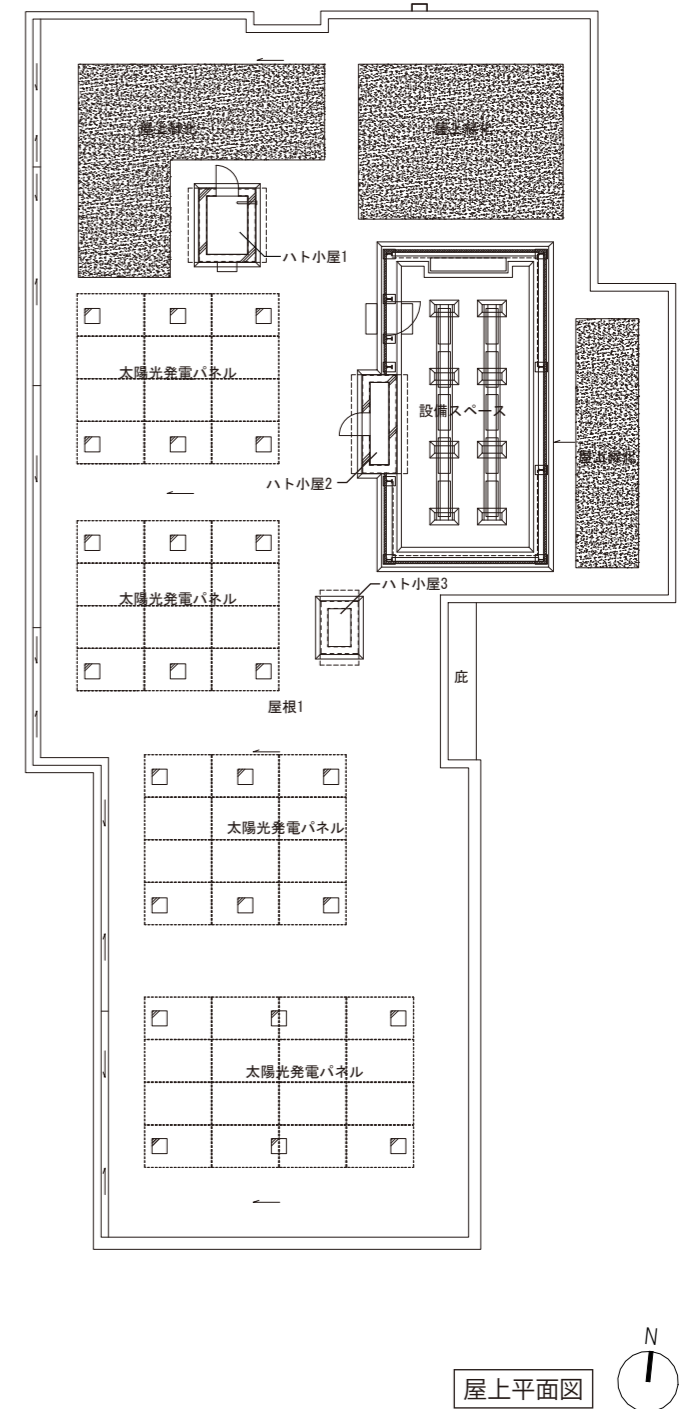 屋上緑化
屋上緑化
ハト小屋1
太陽光発電パネル
設備スペース
屋上緑化
ハト小屋2
ハト小屋3
太陽光発電パネル
庇
屋根1
太陽光発電パネル
太陽光発電パネル
N
屋上平面図